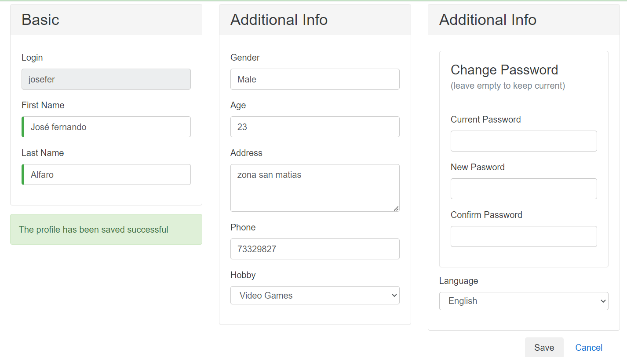 Basic
Login
josefer
First Name
José fernando
Last Name
Alfaro
The profile has been saved successful
Additional Info
Gender
Male
Age
23
Address
zona san matias
Phone
73329827
Hobby
Video Games
Additional Info
Change Password
(leave empty to keep current)
Current Password
New Pasword
Confirm Password
Language
English
Save Cancel